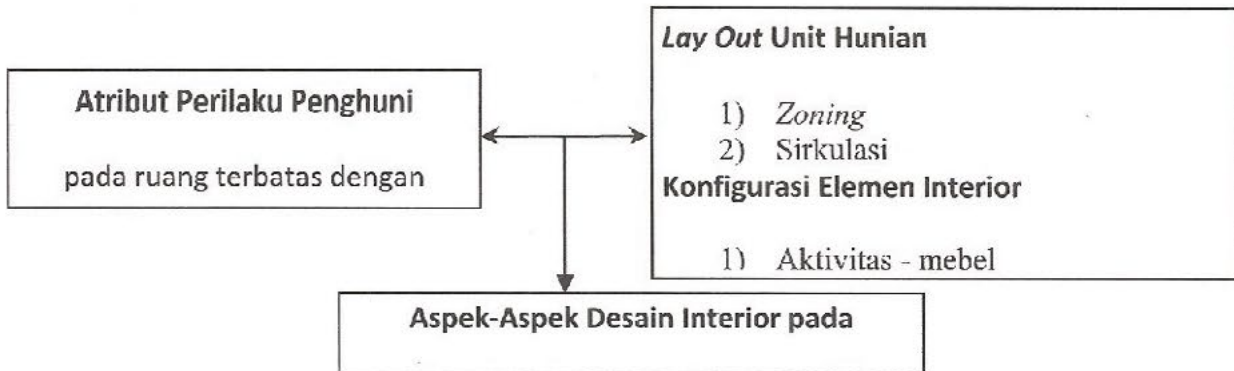 Atribut Perilaku Penghuni
pada ruang terbatas dengan
Lay Out Unit Hunian
1) Zoning
2) Sirkulasi
Konfigurasi Elemen Interior
1) Aktivitas - mebel
Aspek-Aspek Desain Interior pada